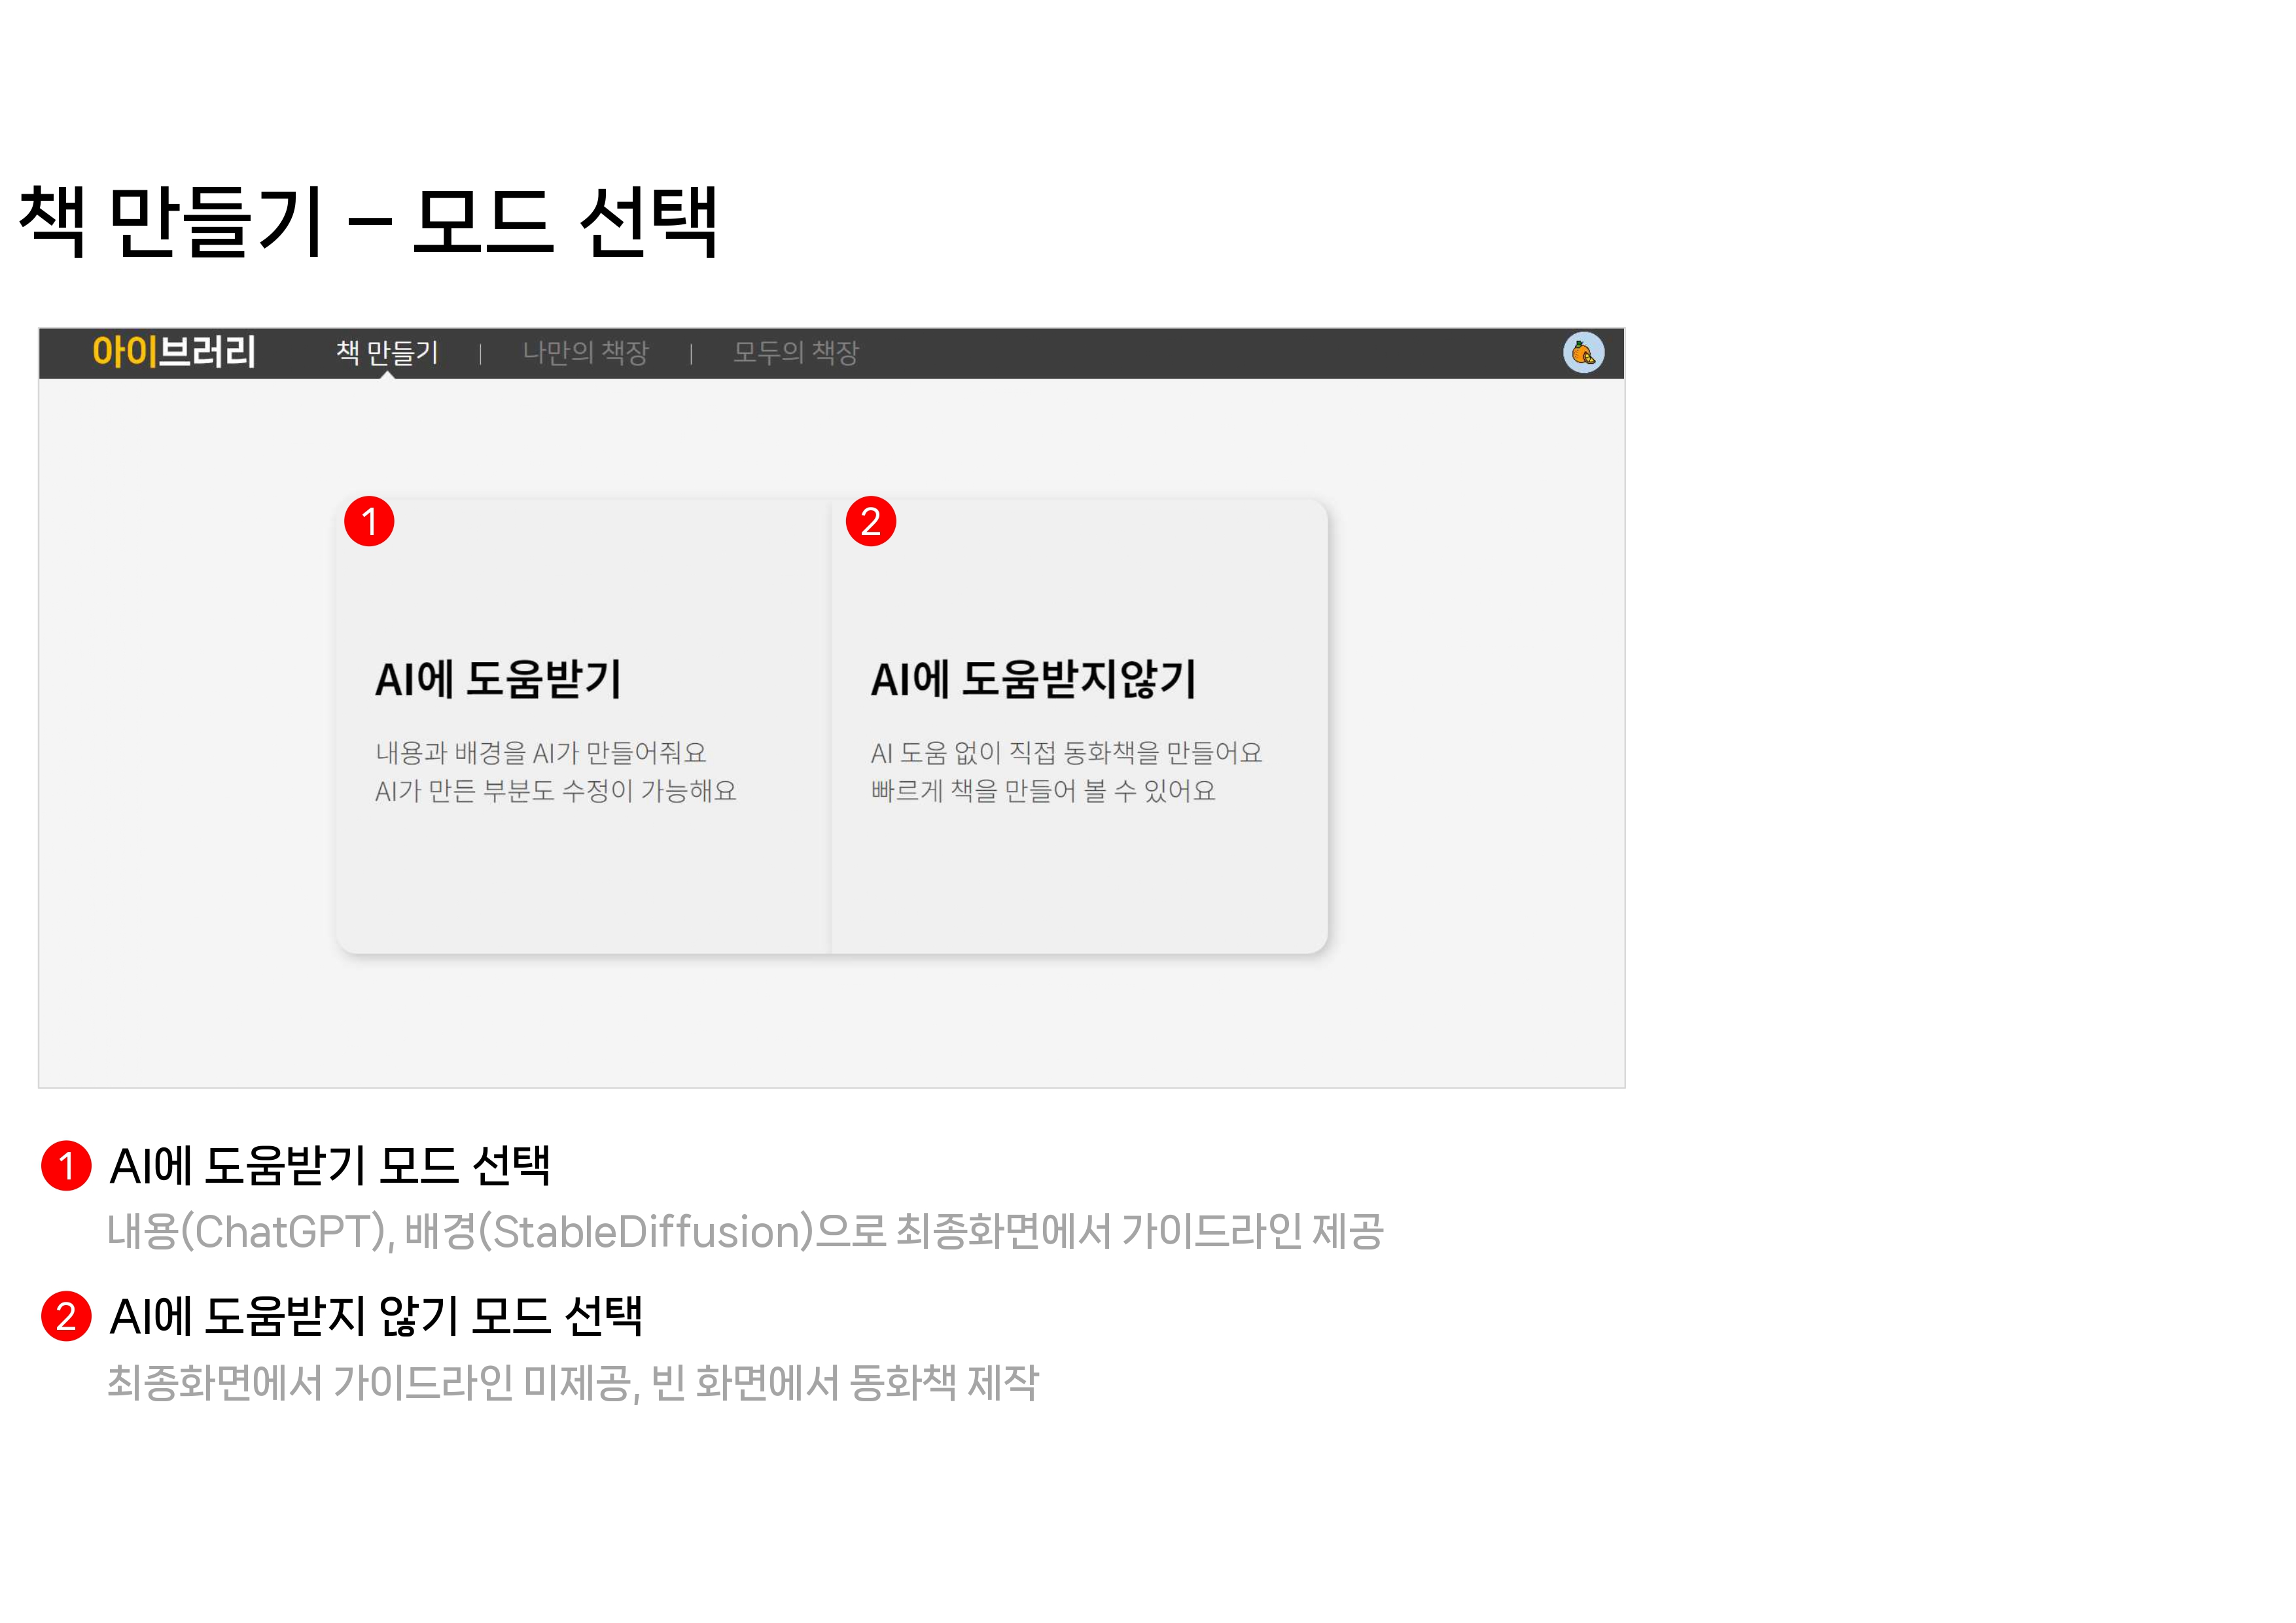 책 만들기 – 모드 선택
아이브러리 책 만들기 | 나만의 책장 | 모두의 책장
1 2
AI에 도움받기 AI에 도움받지않기
내용과 배경을 AI가 만들어줘요 AI 도움 없이 직접 동화책을 만들어요
AI가 만든 부분도 수정이 가능해요 빠르게 책을 만들어 볼 수 있어요
1 AI에 도움받기 모드 선택
내용(ChatGPT), 배경(StableDiffusion)으로 최종화면에서 가이드라인 제공
2 AI에 도움받지 않기 모드 선택
최종화면에서 가이드라인 미제공, 빈 화면에서 동화책 제작